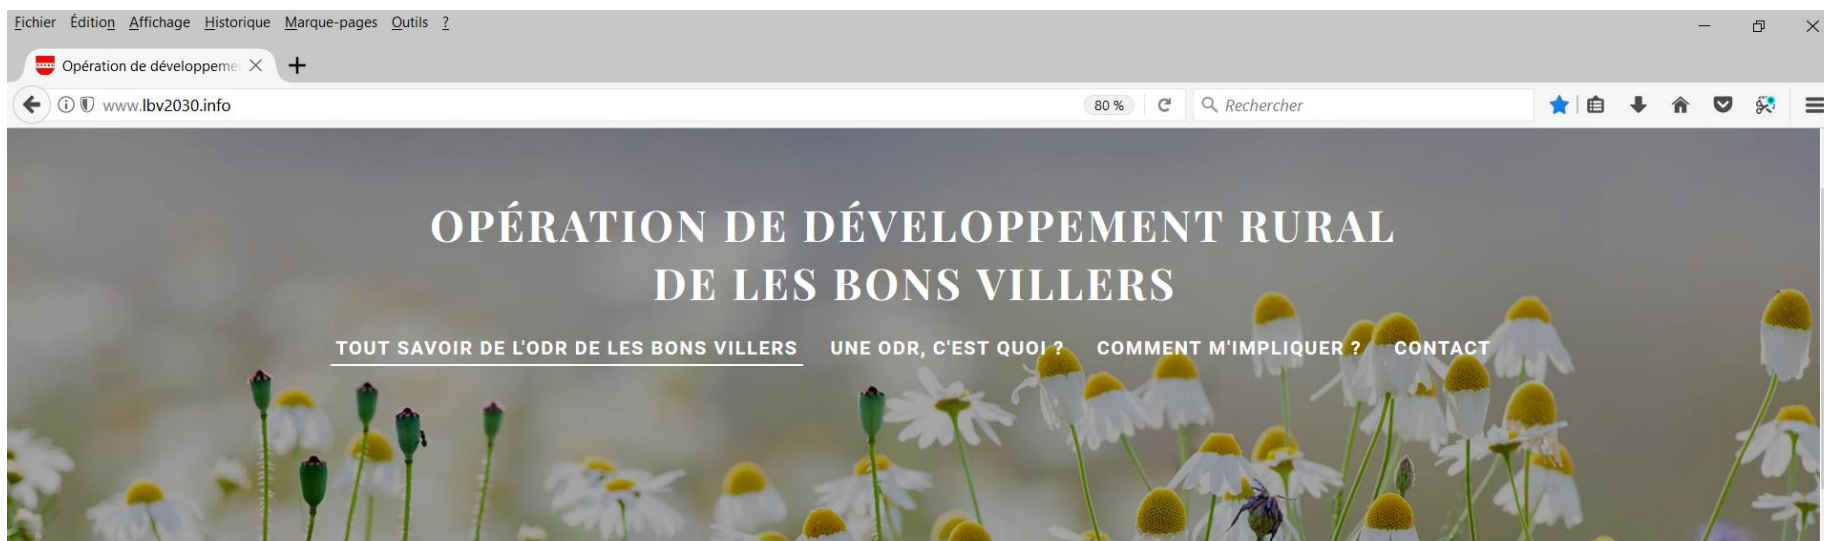 Fichier Édition Affichage Historique Marque-pages Outils ?
Opération de développeme
www.lbv2030.info
80 %
Rechercher
OPÉRATION DE DÉVELOPPEMENT RURAL
DE LES BONS VILLERS
TOUT SAVOIR DE L'ODR DE LES BONS VILLERS UNE ODR, C'EST QUOI ? COMMENT M'IMPLIQUER ? CONTACT